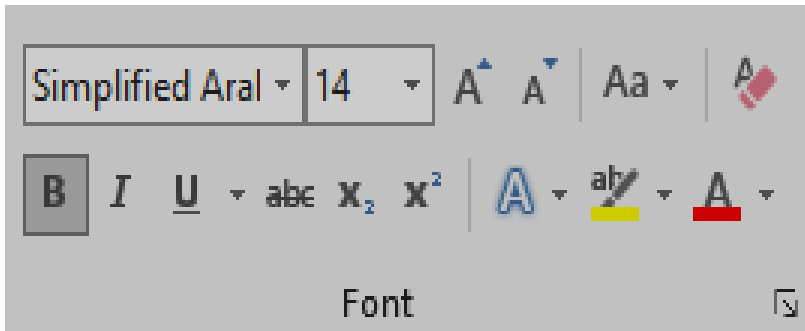 Simplified Aral 14 A A Aa A
B I U abc X₂ X² A ab A
Font